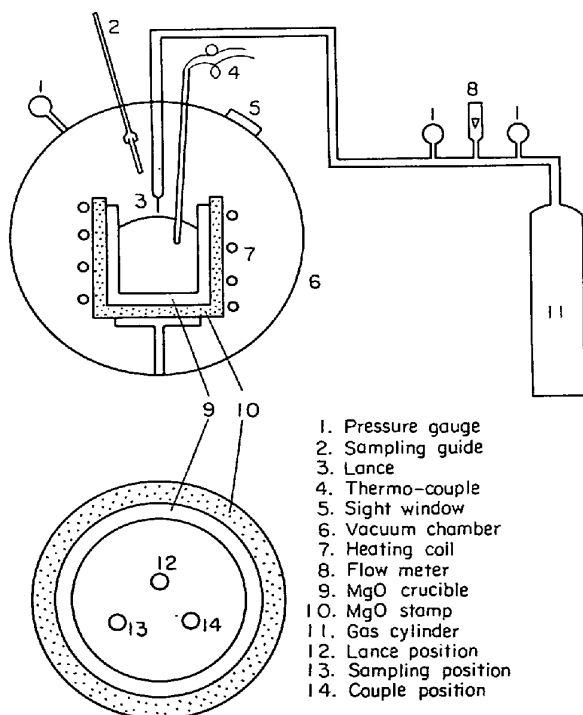 2
1
4
5
3
7
6
1
8
1
11
9
10
12
13
14
1. Pressure gauge
2. Sampling guide
3. Lance
4. Thermo-couple
5. Sight window
6. Vacuum chamber
7. Heating coil
8. Flow meter
9. MgO crucible
10. MgO stamp
11. Gas cylinder
12. Lance position
13. Sampling position
14. Couple position